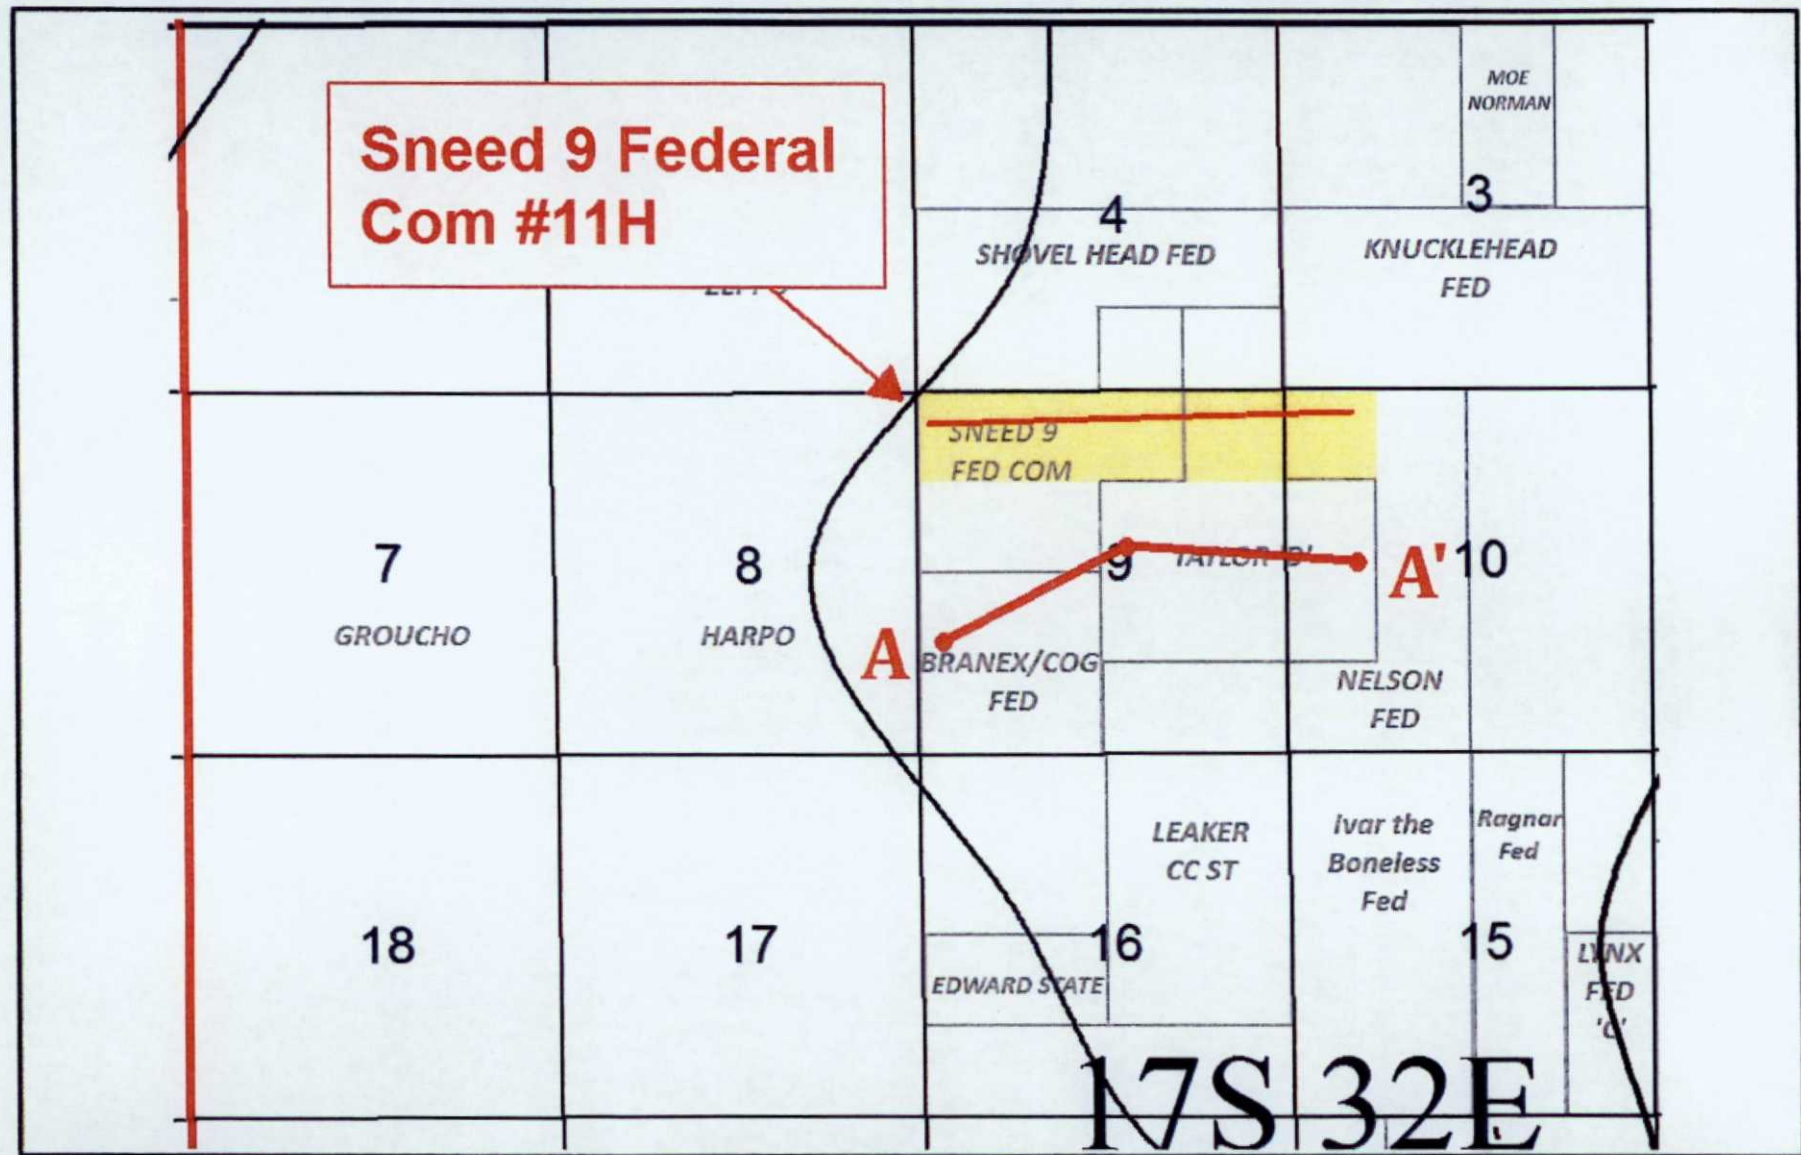 MOE
NORMAN
Sneed 9 Federal
Com #11H
3
4
SHOVEL HEAD FED
KNUCKLEHEAD
FED
SNEED 9
FED COM
7
8
9
TAYLOR 'D'
A'
10
GROUCHO
HARPO
A
BRANEX/COG
FED
NELSON
FED
LEAKER
CC ST
Ivar the
Boneless
Fed
Ragnar
Fed
18
17
16
15
LYNX
FED
'C'
EDWARD STATE
17S 32E